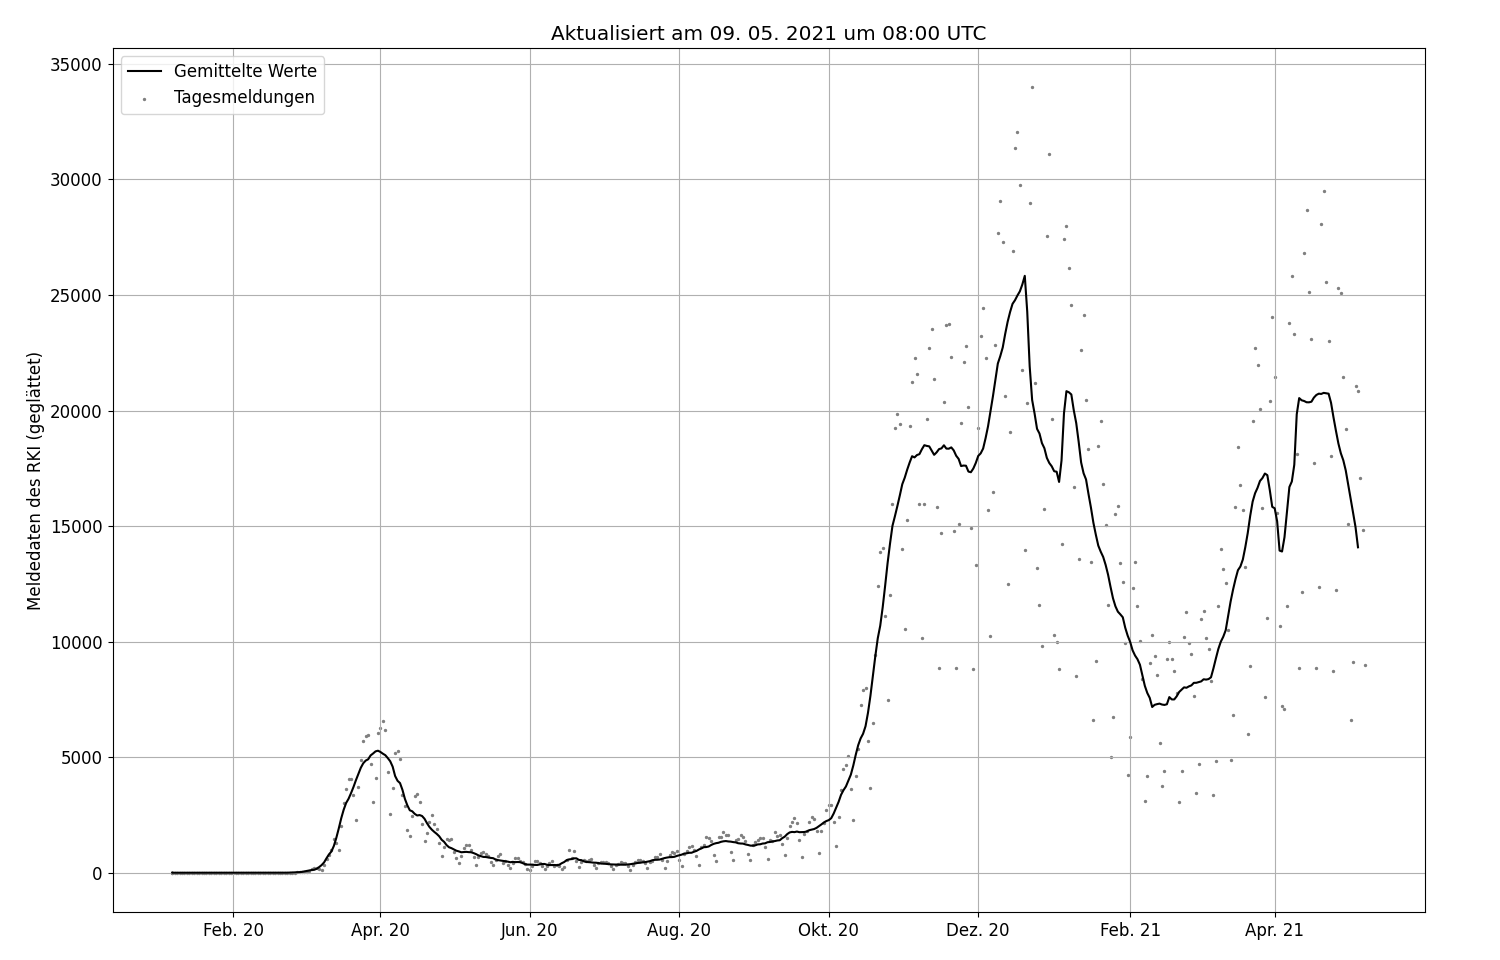 Aktualisiert am 09. 05. 2021 um 08:00 UTC
Gemittelte Werte
Tagesmeldungen
Meldedaten des RKI (geglättet)
35000
30000
25000
20000
15000
10000
5000
0
Feb. 20 Apr. 20 Jun. 20 Aug. 20 Okt. 20 Dez. 20 Feb. 21 Apr. 21